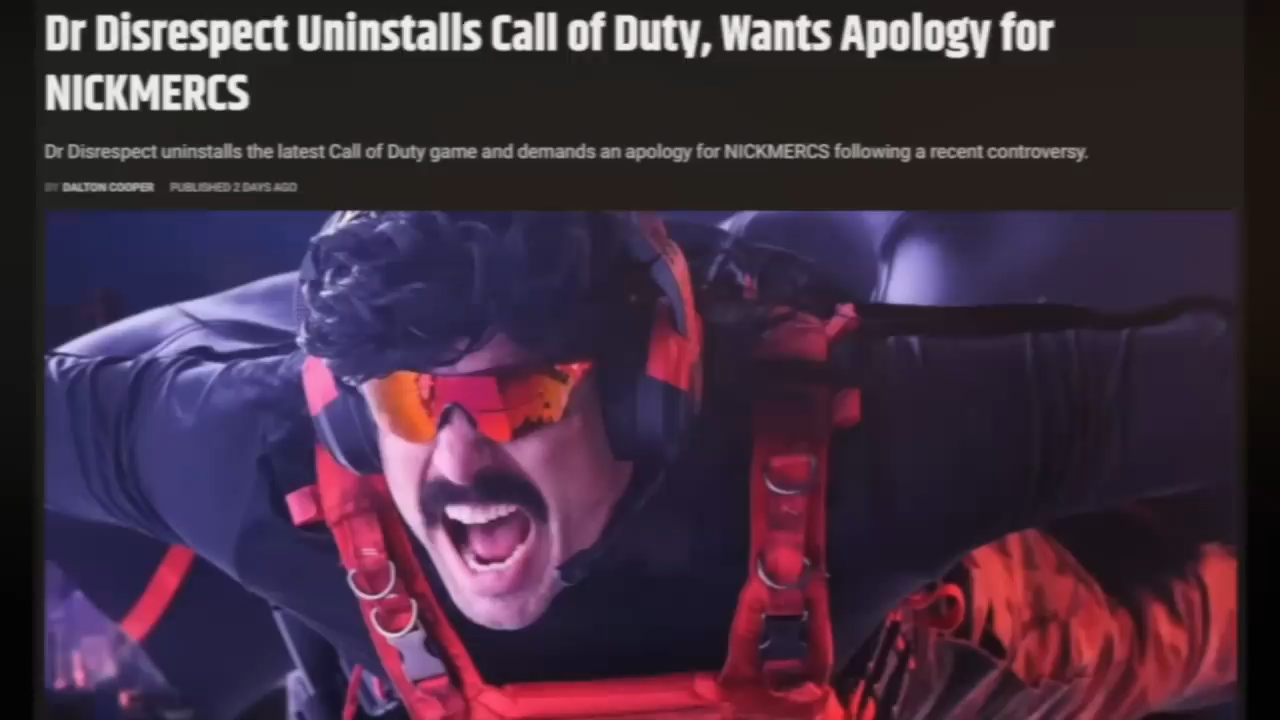 Dr Disrespect Uninstalls Call of Duty, Wants Apology for
NICKMERCS
Dr Disrespect uninstalls the latest Call of Duty game and demands an apology for NICKMERCS following a recent controversy.
BY DALTON COOPER PUBLISHED 2 DAYS AGO